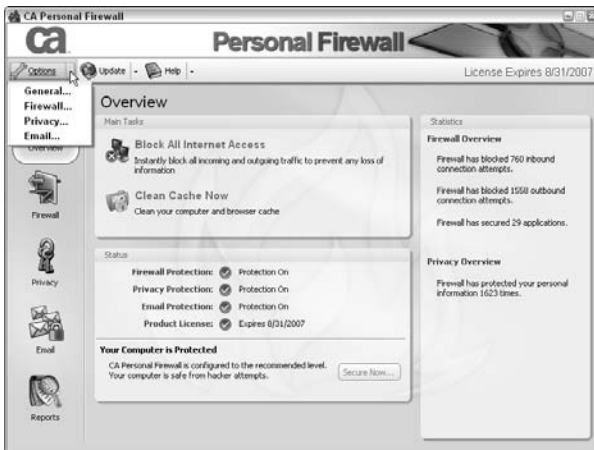 CA Personal Firewall
ca
Personal Firewall
Options
Update
Help
License Expires 8/31/2007
General...
Firewall...
Privacy...
Email...
Overview
Firewall
Privacy
Email
Reports
Overview
Main Tasks
Block All Internet Access
Instantly block all incoming and outgoing traffic to prevent any loss of
information
Clean Cache Now
Clean your computer and browser cache
Status
Firewall Protection: Protection On
Privacy Protection: Protection On
Email Protection: Protection On
Product License: Expires 8/31/2007
Your Computer is Protected
CA Personal Firewall is configured to the recommended level.
Your computer is safe from hacker attempts.
Secure Now...
Statistics
Firewall Overview
Firewall has blocked 760 inbound
connection attempts.
Firewall has blocked 1550 outbound
connection attempts.
Firewall has secured 29 applications.
Privacy Overview
Firewall has protected your personal
information 1623 times.